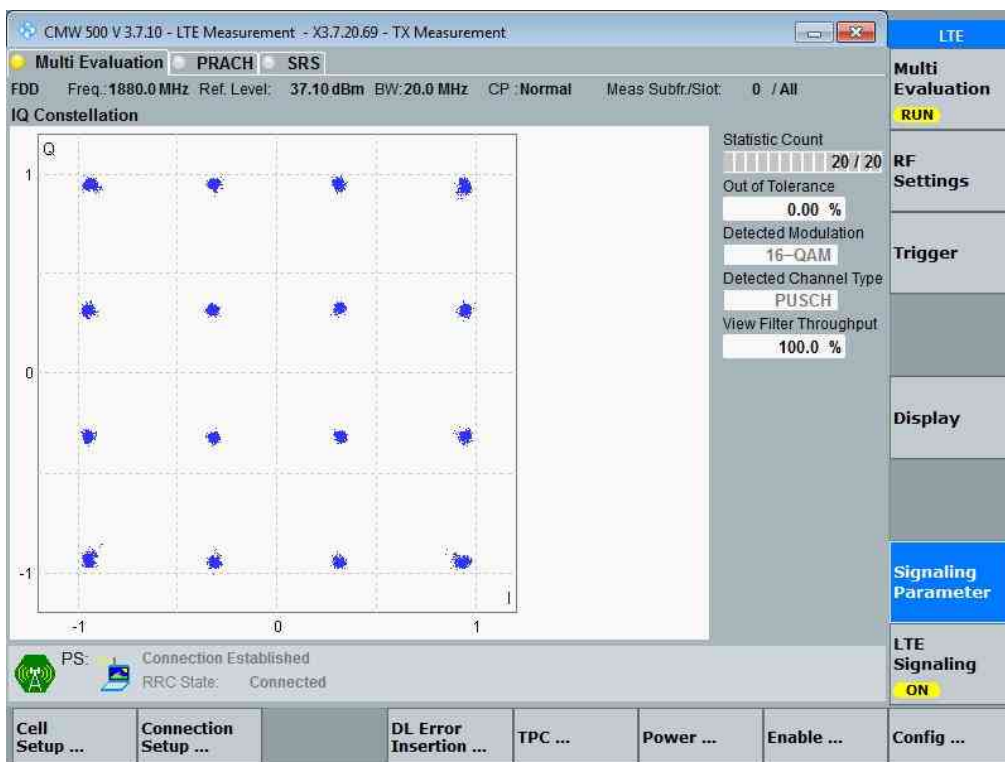 CMW 500 V 3.7.10 - LTE Measurement - X3.7.20.69 - TX Measurement
LTE
Multi Evaluation PRACH SRS
FDD Freq.:1880.0 MHz Ref. Level: 37.10 dBm BW:20.0 MHz CP :Normal Meas Subfr./Slot: 0 / All
IQ Constellation
Q
1
0
-1
-1
0
1
I
Statistic Count
20 / 20
Out of Tolerance
0.00 %
Detected Modulation
16-QAM
Detected Channel Type
PUSCH
View Filter Throughput
100.0 %
Multi
Evaluation
RUN
RF
Settings
Trigger
Display
Signaling
Parameter
LTE
Signaling
ON
PS: Connection Established
RRC State: Connected
Cell
Setup ...
Connection
Setup ...
DL Error
Insertion ...
TPC ...
Power ...
Enable ...
Config ...